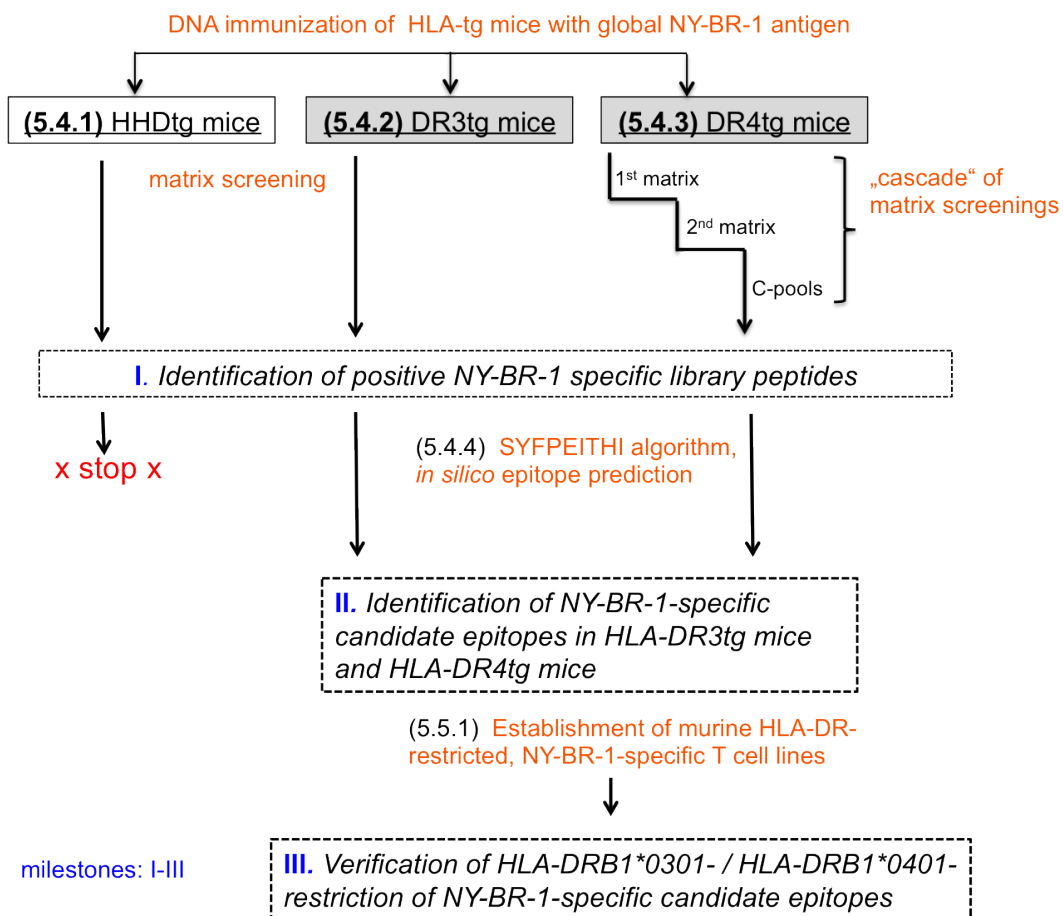 DNA immunization of  HLA-tg mice with global NY-BR-1 antigen
(5.4.1) HHDtg mice
(5.4.2) DR3tg mice
(5.4.3) DR4tg mice
matrix screening
1st matrix
2nd matrix
C-pools
„cascade“ of
matrix screenings
I. Identification of positive NY-BR-1 specific library peptides
x stop x
(5.4.4)  SYFPEITHI algorithm,
in silico epitope prediction
II. Identification of NY-BR-1-specific
candidate epitopes in HLA-DR3tg mice
and HLA-DR4tg mice
(5.5.1)  Establishment of murine HLA-DR-
restricted, NY-BR-1-specific T cell lines
milestones: I-III
III. Verification of HLA-DRB1*0301- / HLA-DRB1*0401-
restriction of NY-BR-1-specific candidate epitopes